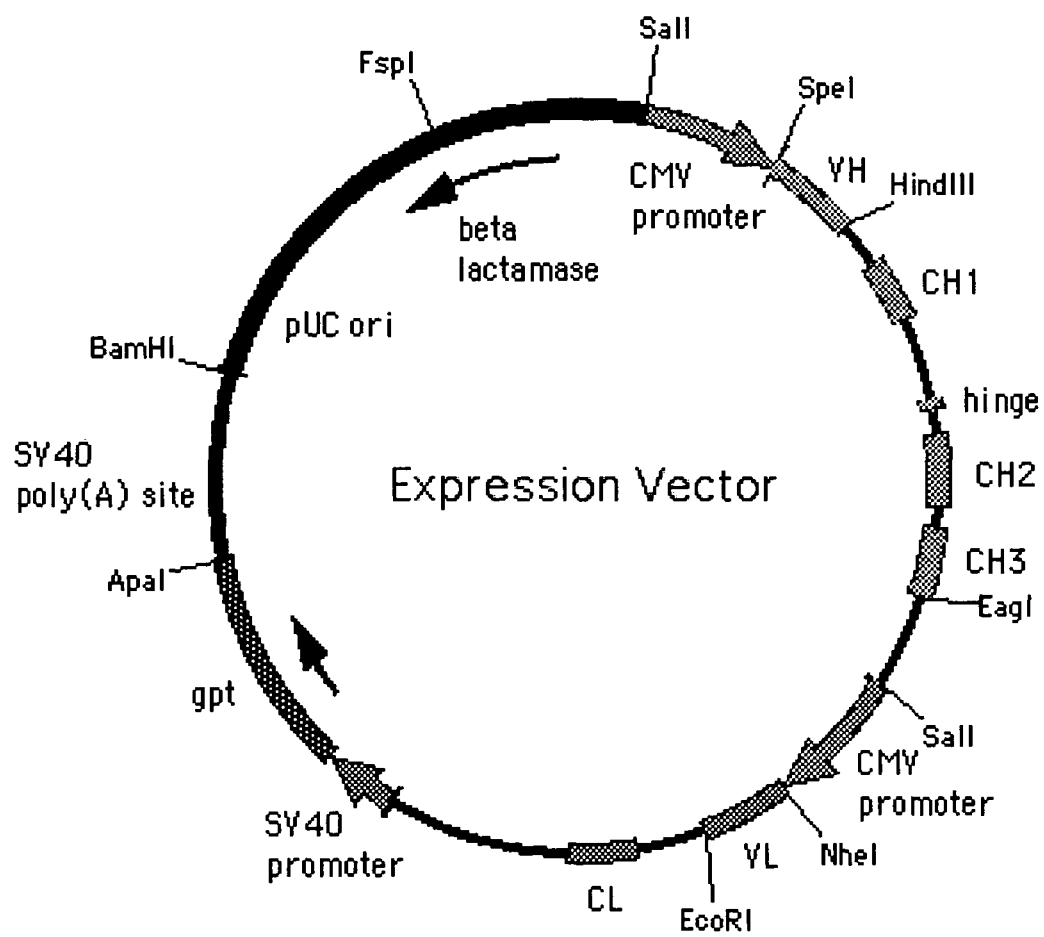 SalI
FspI
SpeI
CMV
promoter
VH
HindIII
beta
lactamase
CH1
pUC ori
BamHI
hinge
SV40
poly(A) site
Expression Vector
CH2
CH3
ApaI
EagI
gpt
SalI
CMV
promoter
SV40
promoter
VL
NheI
CL
EcoRI